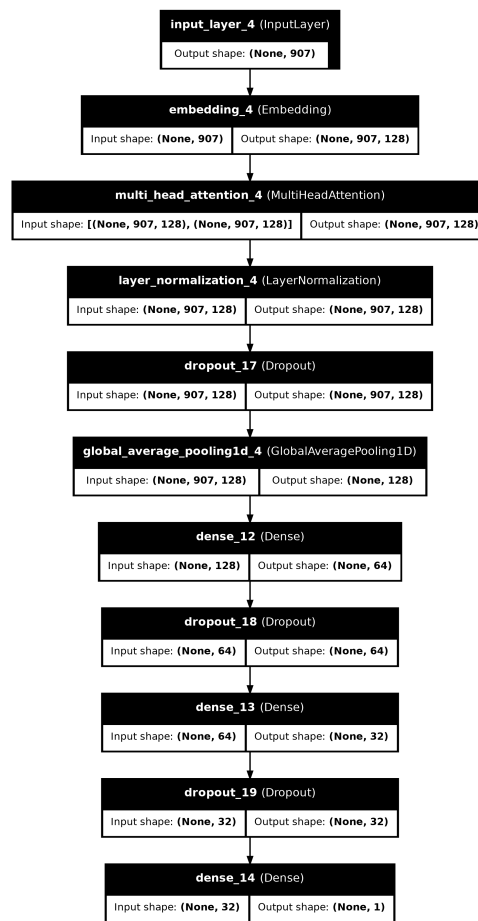 input_layer_4 (InputLayer)
Output shape: (None, 907)
embedding_4 (Embedding)
Input shape: (None, 907) Output shape: (None, 907, 128)
multi_head_attention_4 (MultiHeadAttention)
Input shape: [(None, 907, 128), (None, 907, 128)] Output shape: (None, 907, 128)
layer_normalization_4 (LayerNormalization)
Input shape: (None, 907, 128) Output shape: (None, 907, 128)
dropout_17 (Dropout)
Input shape: (None, 907, 128) Output shape: (None, 907, 128)
global_average_pooling1d_4 (GlobalAveragePooling1D)
Input shape: (None, 907, 128) Output shape: (None, 128)
dense_12 (Dense)
Input shape: (None, 128) Output shape: (None, 64)
dropout_18 (Dropout)
Input shape: (None, 64) Output shape: (None, 64)
dense_13 (Dense)
Input shape: (None, 64) Output shape: (None, 32)
dropout_19 (Dropout)
Input shape: (None, 32) Output shape: (None, 32)
dense_14 (Dense)
Input shape: (None, 32) Output shape: (None, 1)